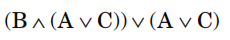 (B ∧ (A ∨ C)) ∨ (A ∨ C)